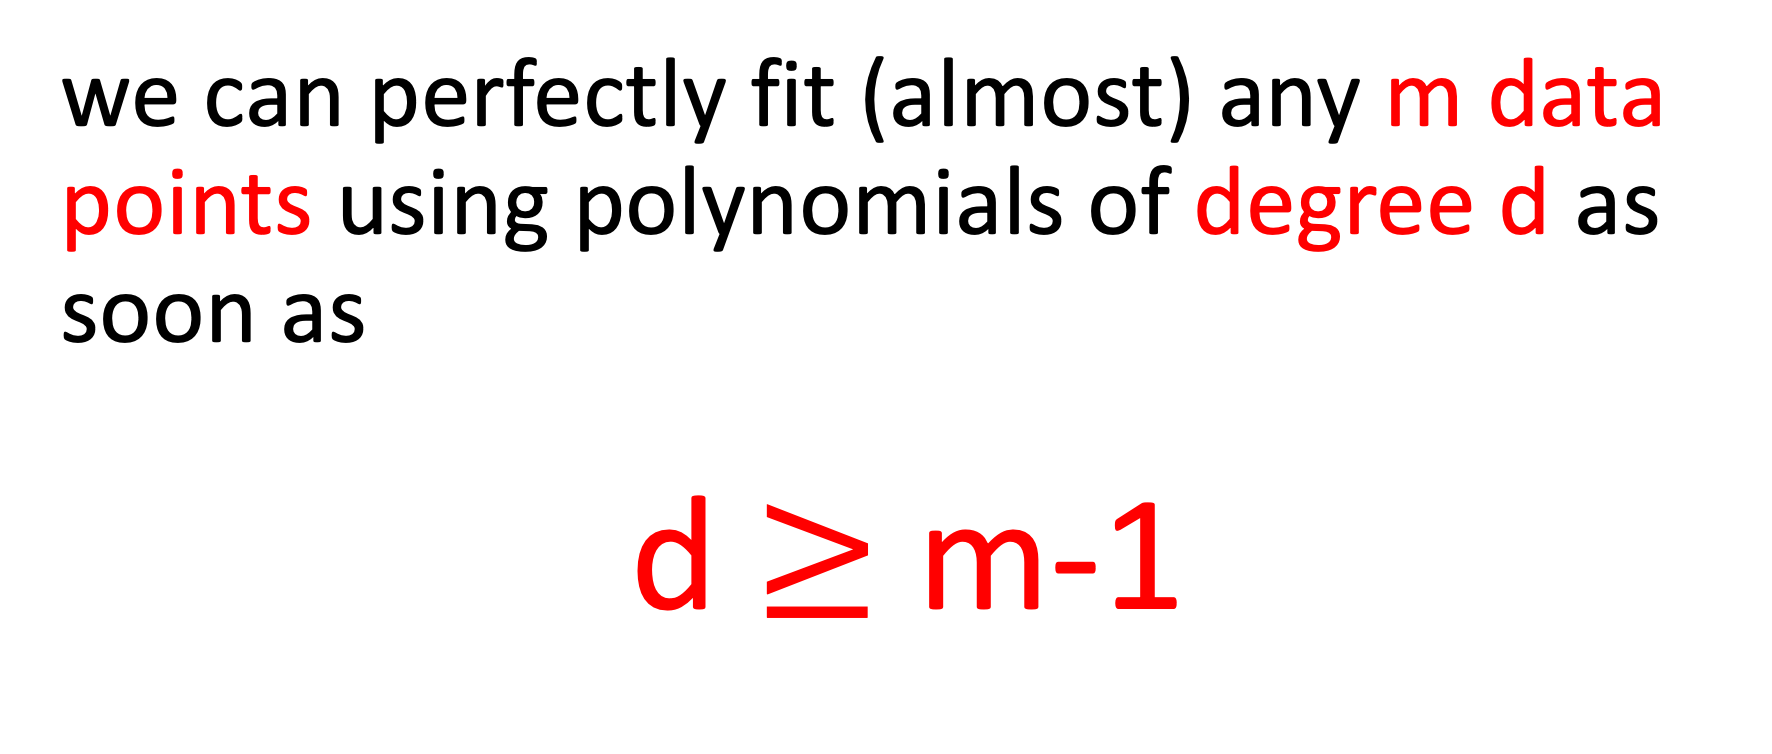 we can perfectly fit (almost) any m data
points using polynomials of degree d as
soon as
d ≥ m-1